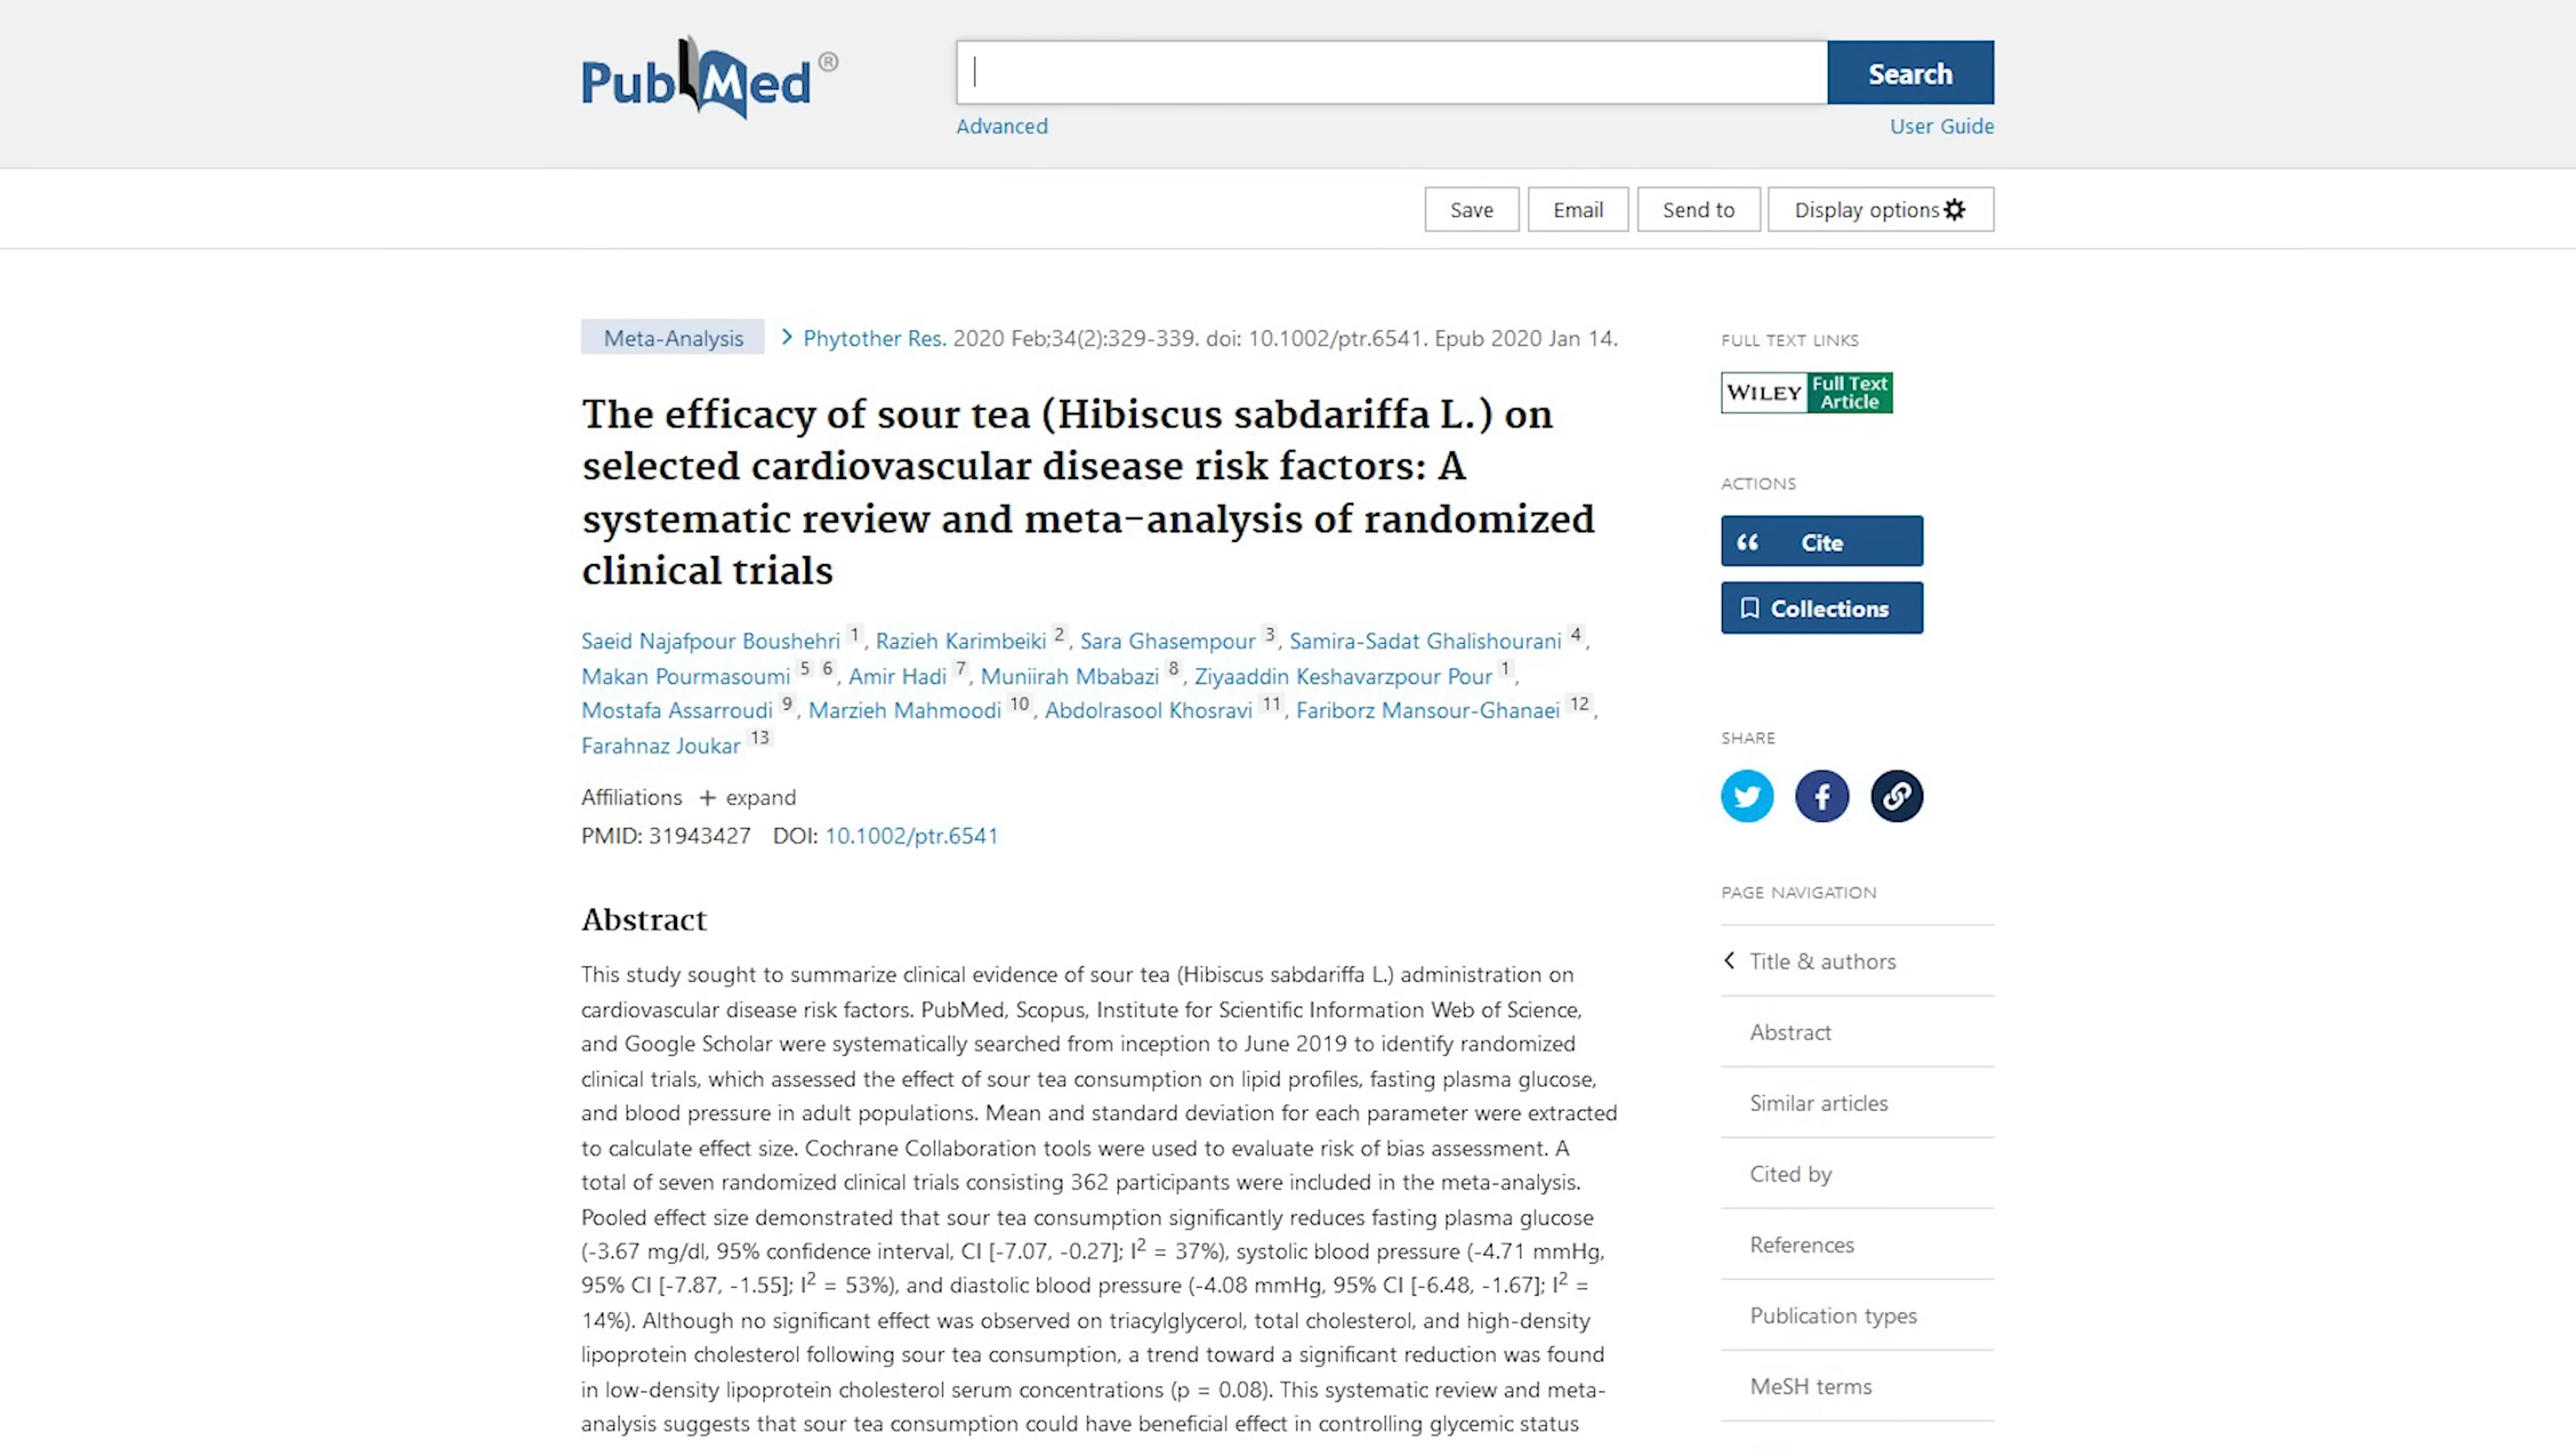 PubMed®
Search
Advanced
User Guide
Save
Email
Send to
Display options
Meta-Analysis
Phytother Res. 2020 Feb;34(2):329-339. doi: 10.1002/ptr.6541. Epub 2020 Jan 14.
The efficacy of sour tea (Hibiscus sabdariffa L.) on
selected cardiovascular disease risk factors: A
systematic review and meta-analysis of randomized
clinical trials
Saeid Najafpour Boushehri 1, Razieh Karimbeiki 2, Sara Ghasempour 3, Samira-Sadat Ghalishourani 4,
Makan Pourmasoumi 5 6, Amir Hadi 7, Muniirah Mbabazi 8, Ziyaaddin Keshavarzpour Pour 1,
Mostafa Assarroudi 9, Marzieh Mahmoodi 10, Abdolrasool Khosravi 11, Fariborz Mansour-Ghanaei 12,
Farahnaz Joukar 13
Affiliations + expand
PMID: 31943427 DOI: 10.1002/ptr.6541
Abstract
This study sought to summarize clinical evidence of sour tea (Hibiscus sabdariffa L.) administration on
cardiovascular disease risk factors. PubMed, Scopus, Institute for Scientific Information Web of Science,
and Google Scholar were systematically searched from inception to June 2019 to identify randomized
clinical trials, which assessed the effect of sour tea consumption on lipid profiles, fasting plasma glucose,
and blood pressure in adult populations. Mean and standard deviation for each parameter were extracted
to calculate effect size. Cochrane Collaboration tools were used to evaluate risk of bias assessment. A
total of seven randomized clinical trials consisting 362 participants were included in the meta-analysis.
Pooled effect size demonstrated that sour tea consumption significantly reduces fasting plasma glucose
(-3.67 mg/dl, 95% confidence interval, CI [-7.07, -0.27]; I2 = 37%), systolic blood pressure (-4.71 mmHg,
95% CI [-7.87, -1.55]; I2 = 53%), and diastolic blood pressure (-4.08 mmHg, 95% CI [-6.48, -1.67]; I2 =
14%). Although no significant effect was observed on triacylglycerol, total cholesterol, and high-density
lipoprotein cholesterol following sour tea consumption, a trend toward a significant reduction was found
in low-density lipoprotein cholesterol serum concentrations (p = 0.08). This systematic review and meta-
analysis suggests that sour tea consumption could have beneficial effect in controlling glycemic status
FULL TEXT LINKS
WILEY Full Text
Article
ACTIONS
Cite
Collections
SHARE
PAGE NAVIGATION
Title & authors
Abstract
Similar articles
Cited by
References
Publication types
MeSH terms